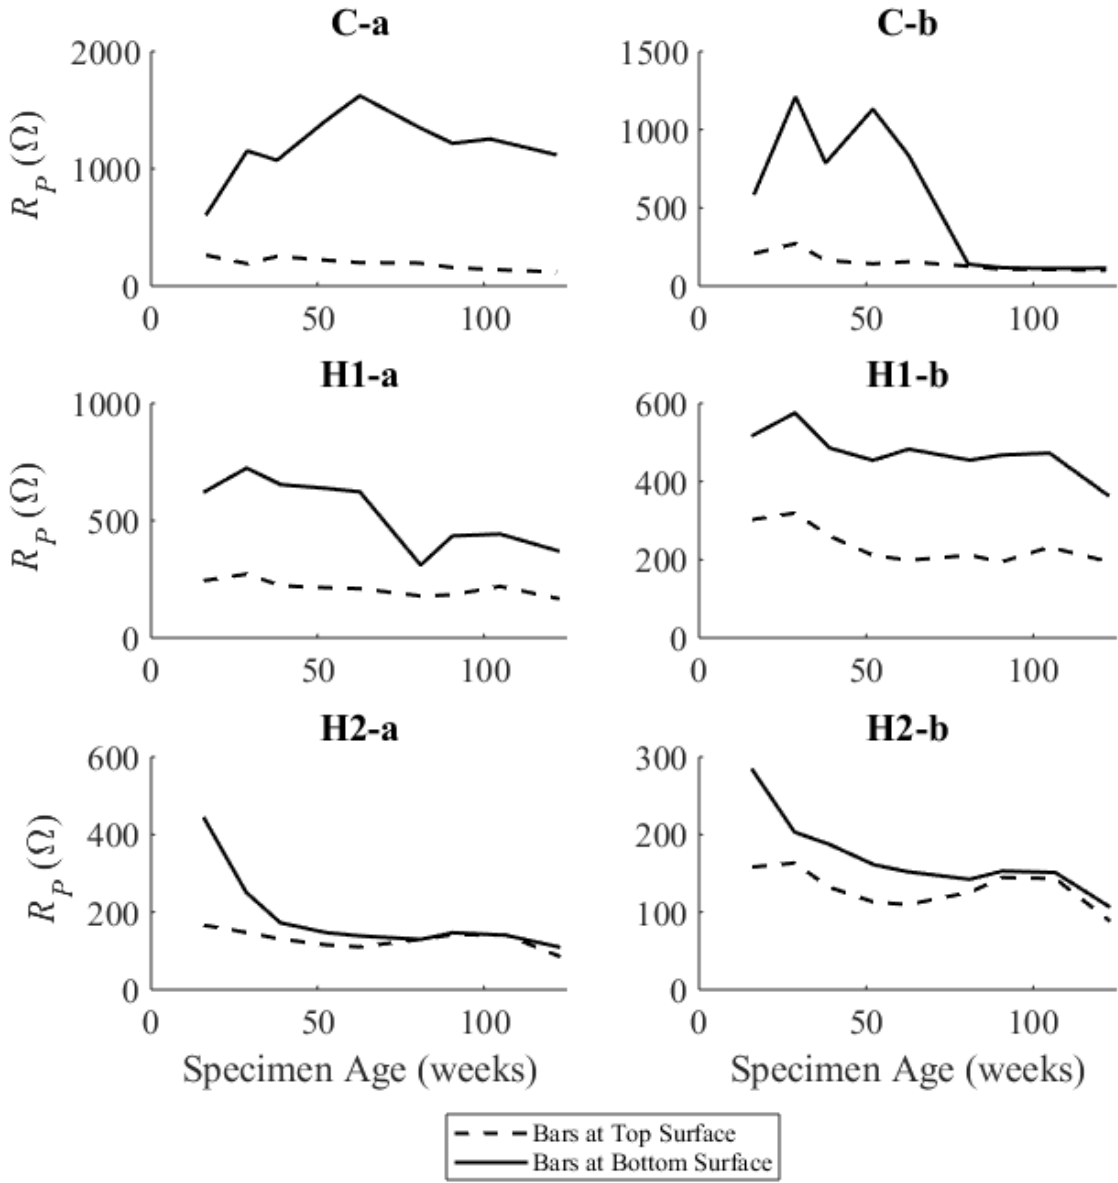 C-a
2000
1000
0
R_P (Ω)
0 50 100
C-b
1500
1000
500
0
0 50 100
H1-a
1000
500
0
R_P (Ω)
0 50 100
H1-b
600
400
200
0
0 50 100
H2-a
600
400
200
0
R_P (Ω)
0 50 100
Specimen Age (weeks)
H2-b
300
200
100
0
0 50 100
Specimen Age (weeks)
Bars at Top Surface
Bars at Bottom Surface